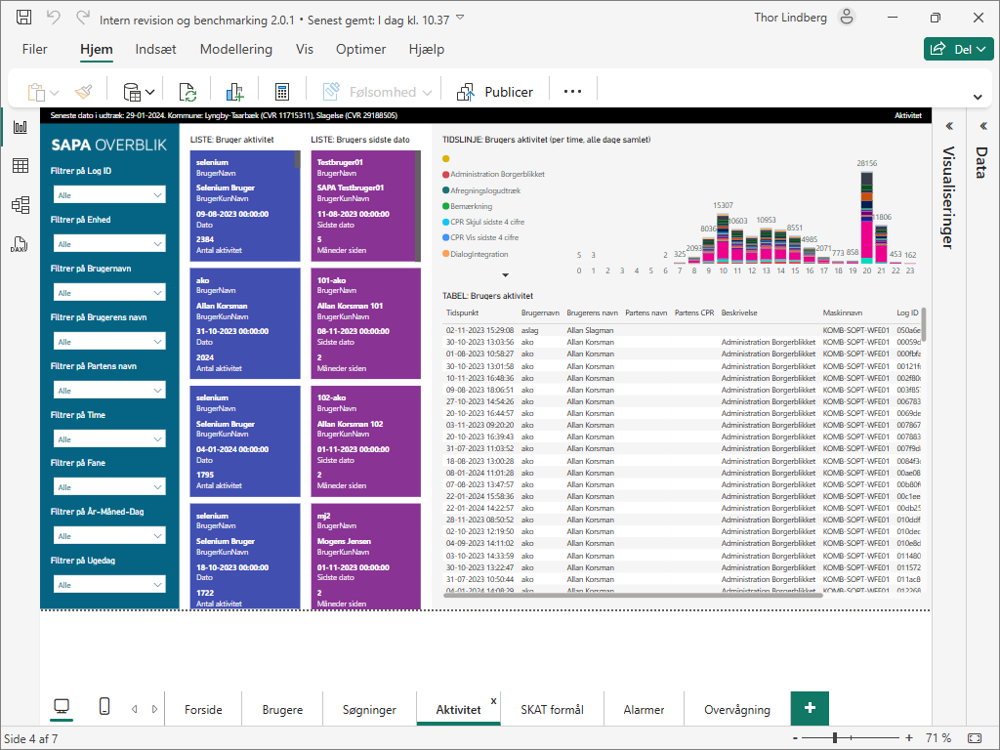 Intern revision og benchmarking 2.0.1 • Senest gemt: I dag kl. 10.37
Thor Lindberg
Filer Hjem Indsæt Modellering Vis Optimer Hjælp
Del
Følsomhed
Publicer
Seneste dato i udtræk: 29-01-2024. Kommune: Lyngby-Taarbæk (CVR 11715311), Slagelse (CVR 29188505)
Aktivitet
SAPA OVERBLIK
Filtrer på Log ID
Alle
Filtrer på Enhed
Alle
Filtrer på Brugernavn
Alle
Filtrer på Brugerens navn
Alle
Filtrer på Partens navn
Alle
Filtrer på Time
Alle
Filtrer på Fane
Alle
Filtrer på År-Måned-Dag
Alle
Filtrer på Ugedag
Alle
LISTE: Bruger aktivitet
selenium
BrugerNavn
Selenium Bruger
BrugerKunNavn
09-08-2023 00:00:00
Dato
2384
Antal aktivitet
ako
BrugerNavn
Allan Korsman
BrugerKunNavn
31-10-2023 00:00:00
Dato
2024
Antal aktivitet
selenium
BrugerNavn
Selenium Bruger
BrugerKunNavn
04-01-2024 00:00:00
Dato
1795
Antal aktivitet
selenium
BrugerNavn
Selenium Bruger
BrugerKunNavn
18-10-2023 00:00:00
Dato
1722
Antal aktivitet
LISTE: Brugers sidste dato
Testbruger01
BrugerNavn
SAPA Testbruger01
BrugerKunNavn
11-08-2023 00:00:00
Sidste dato
5
Måneder siden
101-ako
BrugerNavn
Allan Korsman 101
BrugerKunNavn
08-11-2023 00:00:00
Sidste dato
2
Måneder siden
102-ako
BrugerNavn
Allan Korsman 102
BrugerKunNavn
01-11-2023 00:00:00
Sidste dato
2
Måneder siden
mj2
BrugerNavn
Mogens Jensen
BrugerKunNavn
01-11-2023 00:00:00
Sidste dato
2
Måneder siden
TIDSLINJE: Brugers aktivitet (per time, alle dage samlet)
Administration Borgerblikket
Afregningslogudtræk
Bemærkning
CPR Skjul sidste 4 cifre
CPR Vis sidste 4 cifre
DialogIntegration
5 3 2 325 2093 8036 15307 10603 10953 8551 4985 2071 773 858 28156 11806 453 162
0 1 2 3 4 5 6 7 8 9 10 11 12 13 14 15 16 17 18 19 20 21 22 23
TABEL: Brugers aktivitet
Tidspunkt Brugernavn Brugerens navn Partens navn Partens CPR Beskrivelse Maskinnavn Log ID
02-11-2023 15:29:08 aslag Allan Slagman KOMB-SOPT-WFE01 050a6e
30-10-2023 13:03:56 ako Allan Korsman Administration Borgerblikket KOMB-SOPT-WFE01 00059d
01-08-2023 10:58:27 ako Allan Korsman Administration Borgerblikket KOMB-SOPT-WFE01 000fbfa
30-10-2023 13:01:58 ako Allan Korsman Administration Borgerblikket KOMB-SOPT-WFE01 00121f
10-11-2023 16:48:36 ako Allan Korsman Administration Borgerblikket KOMB-SOPT-WFE01 002f80
09-08-2023 18:06:51 ako Allan Korsman Administration Borgerblikket KOMB-SOPT-WFE01 003f85
27-10-2023 14:54:26 ako Allan Korsman Administration Borgerblikket KOMB-SOPT-WFE01 006783
20-10-2023 16:44:57 ako Allan Korsman Administration Borgerblikket KOMB-SOPT-WFE01 0069de
03-11-2023 09:20:20 ako Allan Korsman Administration Borgerblikket KOMB-SOPT-WFE01 007867
20-10-2023 16:39:43 ako Allan Korsman Administration Borgerblikket KOMB-SOPT-WFE01 007883
31-07-2023 11:03:52 ako Allan Korsman Administration Borgerblikket KOMB-SOPT-WFE01 007f9d
18-08-2023 13:00:28 ako Allan Korsman Administration Borgerblikket KOMB-SOPT-WFE01 0084f3
08-01-2024 11:01:28 ako Allan Korsman Administration Borgerblikket KOMB-SOPT-WFE01 00ae08
07-08-2023 13:47:57 ako Allan Korsman Administration Borgerblikket KOMB-SOPT-WFE01 00b80f
22-01-2024 15:58:36 ako Allan Korsman Administration Borgerblikket KOMB-SOPT-WFE01 00c1ee
22-01-2024 14:22:57 ako Allan Korsman Administration Borgerblikket KOMB-SOPT-WFE01 00db25
28-11-2023 08:50:52 ako Allan Korsman Administration Borgerblikket KOMB-SOPT-WFE01 010ddf
02-10-2023 12:19:50 ako Allan Korsman Administration Borgerblikket KOMB-SOPT-WFE01 010dec
04-09-2023 14:11:02 ako Allan Korsman Administration Borgerblikket KOMB-SOPT-WFE01 010e8d
03-10-2023 14:33:59 ako Allan Korsman Administration Borgerblikket KOMB-SOPT-WFE01 011480
30-10-2023 13:22:47 ako Allan Korsman Administration Borgerblikket KOMB-SOPT-WFE01 011572
31-07-2023 10:50:44 ako Allan Korsman Administration Borgerblikket KOMB-SOPT-WFE01 011ac8
04-01-2024 14:08:29 ako Allan Korsman Administration Borgerblikket KOMB-SOPT-WFE01 012268
Visualiseringer
Data
DAX
Forside Brugere Søgninger Aktivitet x SKAT formål Alarmer Overvågning +
Side 4 af 7
- + 71 %